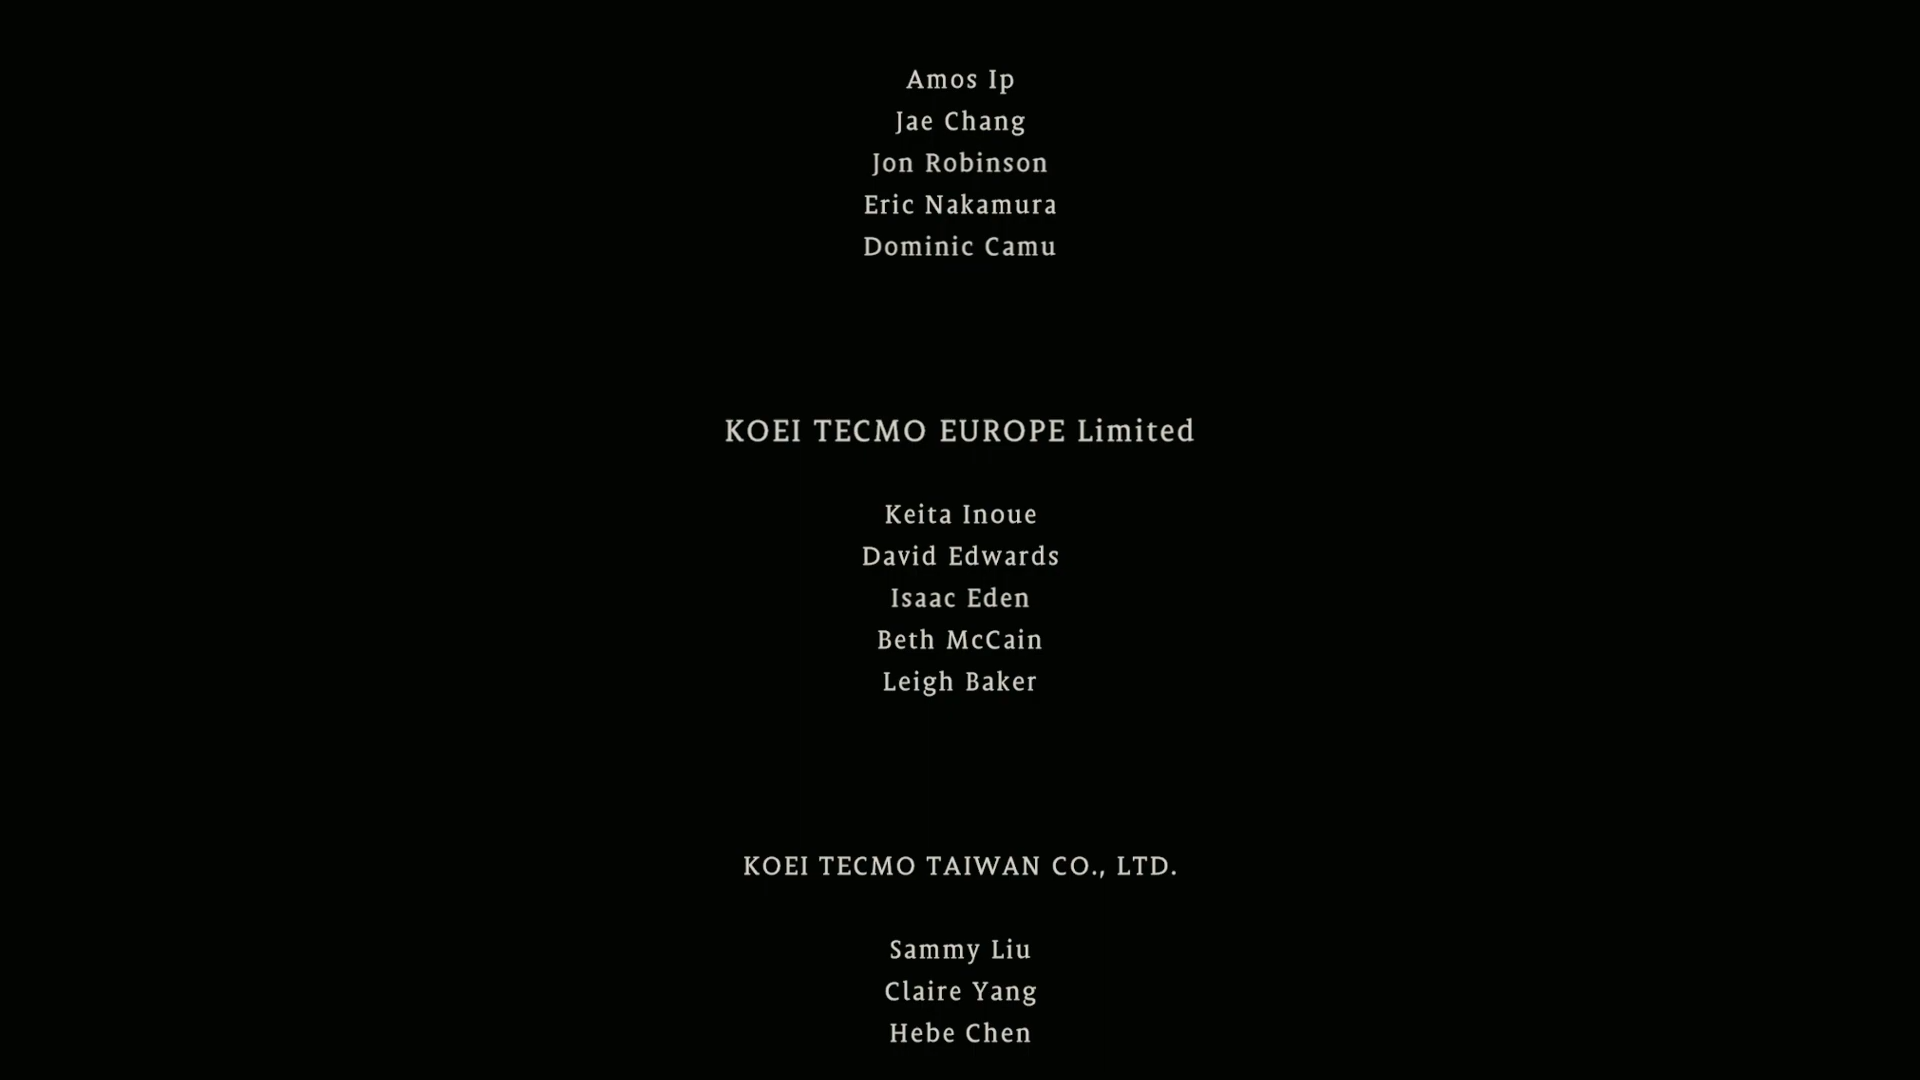 Amos Ip
Jae Chang
Jon Robinson
Eric Nakamura
Dominic Camu
KOEI TECMO EUROPE Limited
Keita Inoue
David Edwards
Isaac Eden
Beth McCain
Leigh Baker
KOEI TECMO TAIWAN CO., LTD.
Sammy Liu
Claire Yang
Hebe Chen